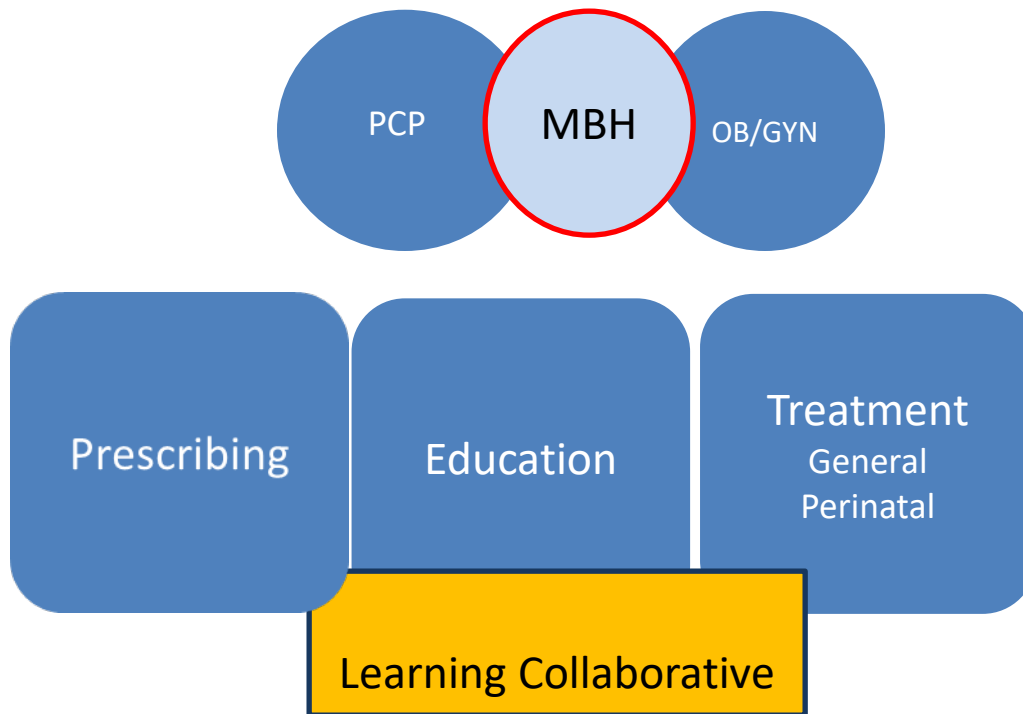 PCP
MBH
OB/GYN
Prescribing
Education
Treatment
General
Perinatal
Learning Collaborative